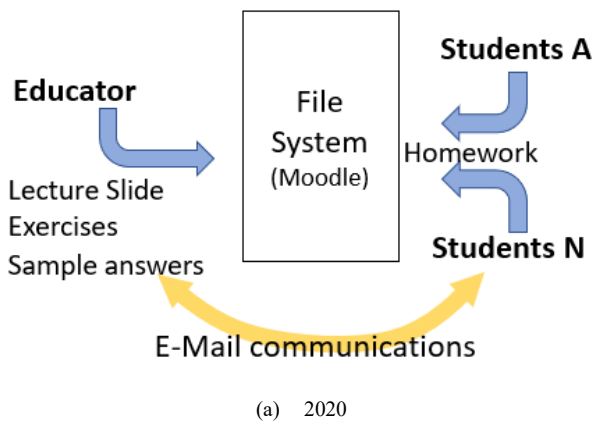 Educator
Lecture Slide
Exercises
Sample answers
File
System
(Moodle)
Students A
Homework
Students N
E-Mail communications
(a) 2020